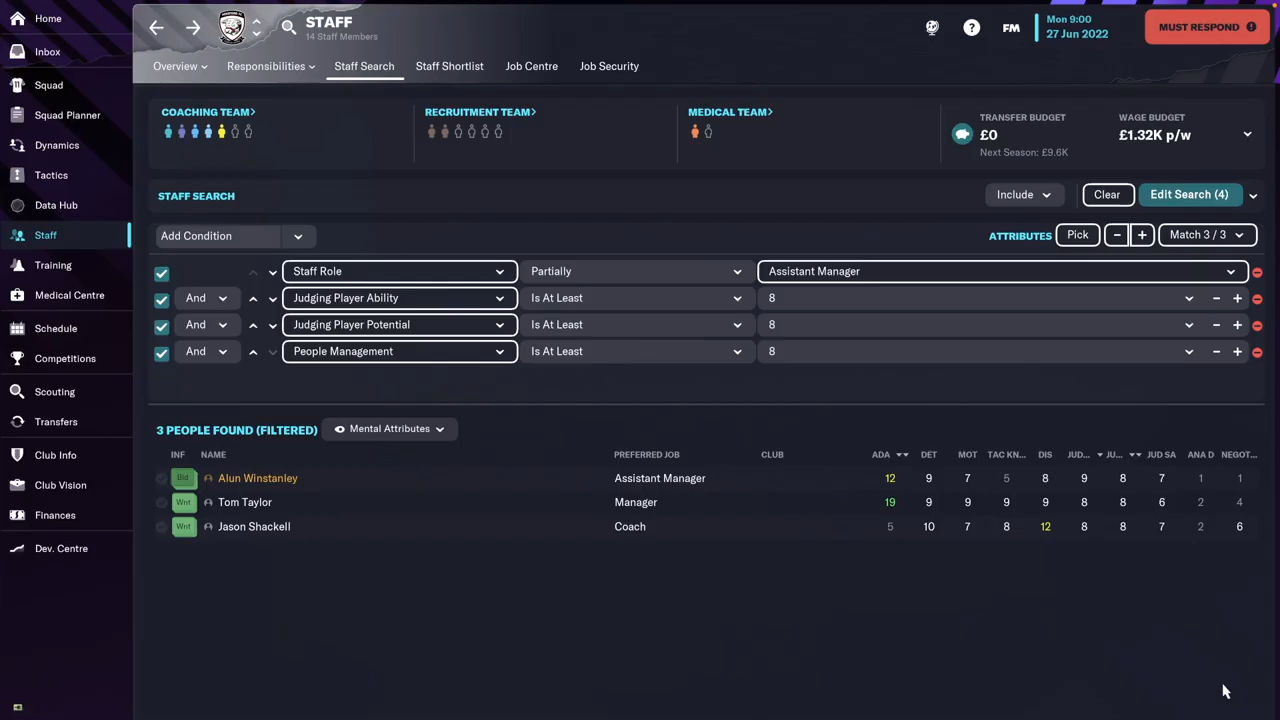 Home
Inbox
Squad
Squad Planner
Dynamics
Tactics
Data Hub
Staff
Training
Medical Centre
Schedule
Competitions
Scouting
Transfers
Club Info
Club Vision
Finances
Dev. Centre
STAFF
14 Staff Members
FM
Mon 9:00
27 Jun 2022
MUST RESPOND
Overview
Responsibilities
Staff Search
Staff Shortlist
Job Centre
Job Security
COACHING TEAM>
RECRUITMENT TEAM>
MEDICAL TEAM>
TRANSFER BUDGET
£0
Next Season: £9.6K
WAGE BUDGET
£1.32K p/w
STAFF SEARCH
Include
Clear
Edit Search (4)
Add Condition
ATTRIBUTES
Pick
- +
Match 3 / 3
Staff Role Partially Assistant Manager
And Judging Player Ability Is At Least 8 - +
And Judging Player Potential Is At Least 8 - +
And People Management Is At Least 8 - +
3 PEOPLE FOUND (FILTERED)
Mental Attributes
INF NAME PREFERRED JOB CLUB ADA DET MOT TAC KN... DIS JUD... JU... JUD SA ANA D NEGOT...
Bid Alun Winstanley Assistant Manager 12 9 7 5 8 9 8 7 1 1
Wnt Tom Taylor Manager 19 9 9 9 9 8 8 6 2 4
Wnt Jason Shackell Coach 5 10 7 8 12 8 8 7 2 6